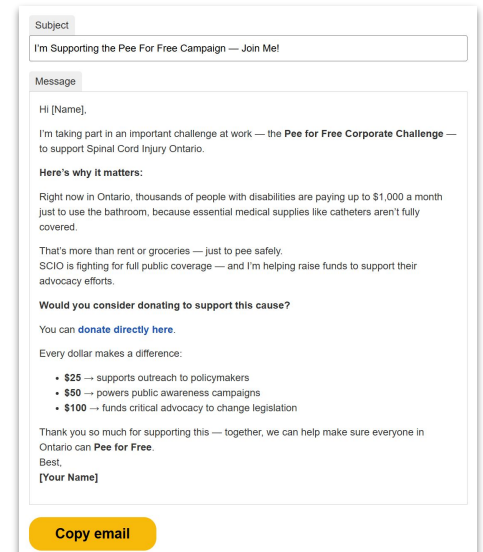 Subject
I'm Supporting the Pee For Free Campaign — Join Me!
Message
Hi [Name],
I'm taking part in an important challenge at work — the Pee for Free Corporate Challenge —
to support Spinal Cord Injury Ontario.
Here's why it matters:
Right now in Ontario, thousands of people with disabilities are paying up to $1,000 a month
just to use the bathroom, because essential medical supplies like catheters aren't fully
covered.
That's more than rent or groceries — just to pee safely.
SCIO is fighting for full public coverage — and I'm helping raise funds to support their
advocacy efforts.
Would you consider donating to support this cause?
You can donate directly here.
Every dollar makes a difference:
• $25 → supports outreach to policymakers
• $50 → powers public awareness campaigns
• $100 → funds critical advocacy to change legislation
Thank you so much for supporting this — together, we can help make sure everyone in
Ontario can Pee for Free.
Best,
[Your Name]
Copy email